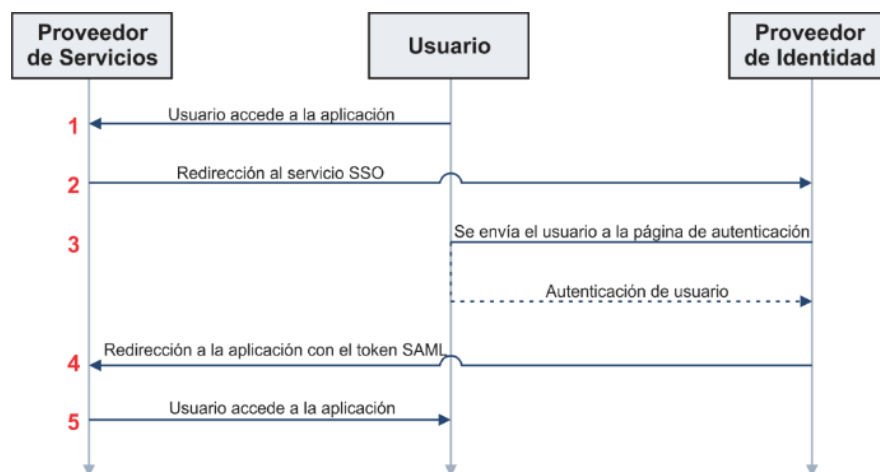 Proveedor
de Servicios
Usuario
Proveedor
de Identidad
1
Usuario accede a la aplicación
2
Redirección al servicio SSO
3
Se envía el usuario a la página de autenticación
Autenticación de usuario
4
Redirección a la aplicación con el token SAML
5
Usuario accede a la aplicación